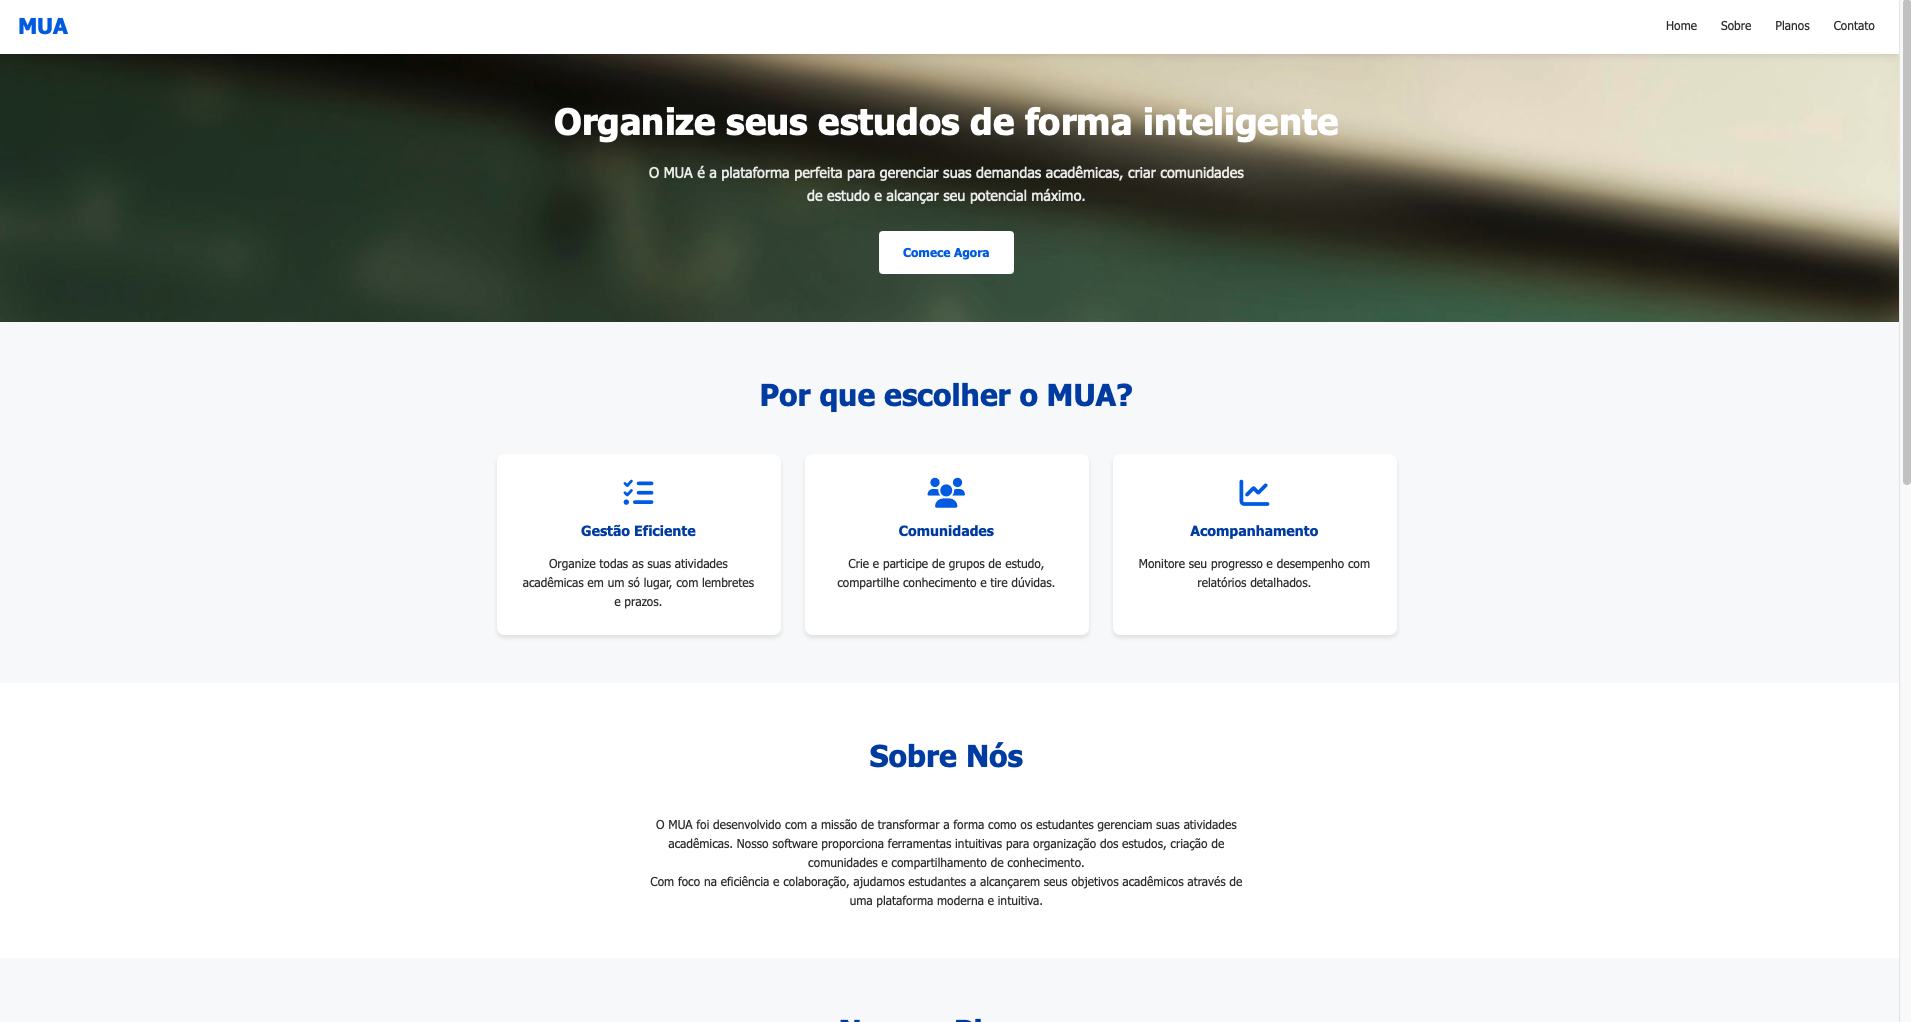 MUA
Home Sobre Planos Contato
Organize seus estudos de forma inteligente
O MUA é a plataforma perfeita para gerenciar suas demandas acadêmicas, criar comunidades
de estudo e alcançar seu potencial máximo.
Comece Agora
Por que escolher o MUA?
Gestão Eficiente
Organize todas as suas atividades
acadêmicas em um só lugar, com lembretes
e prazos.
Comunidades
Crie e participe de grupos de estudo,
compartilhe conhecimento e tire dúvidas.
Acompanhamento
Monitore seu progresso e desempenho com
relatórios detalhados.
Sobre Nós
O MUA foi desenvolvido com a missão de transformar a forma como os estudantes gerenciam suas atividades
acadêmicas. Nosso software proporciona ferramentas intuitivas para organização dos estudos, criação de
comunidades e compartilhamento de conhecimento.
Com foco na eficiência e colaboração, ajudamos estudantes a alcançarem seus objetivos acadêmicos através de
uma plataforma moderna e intuitiva.